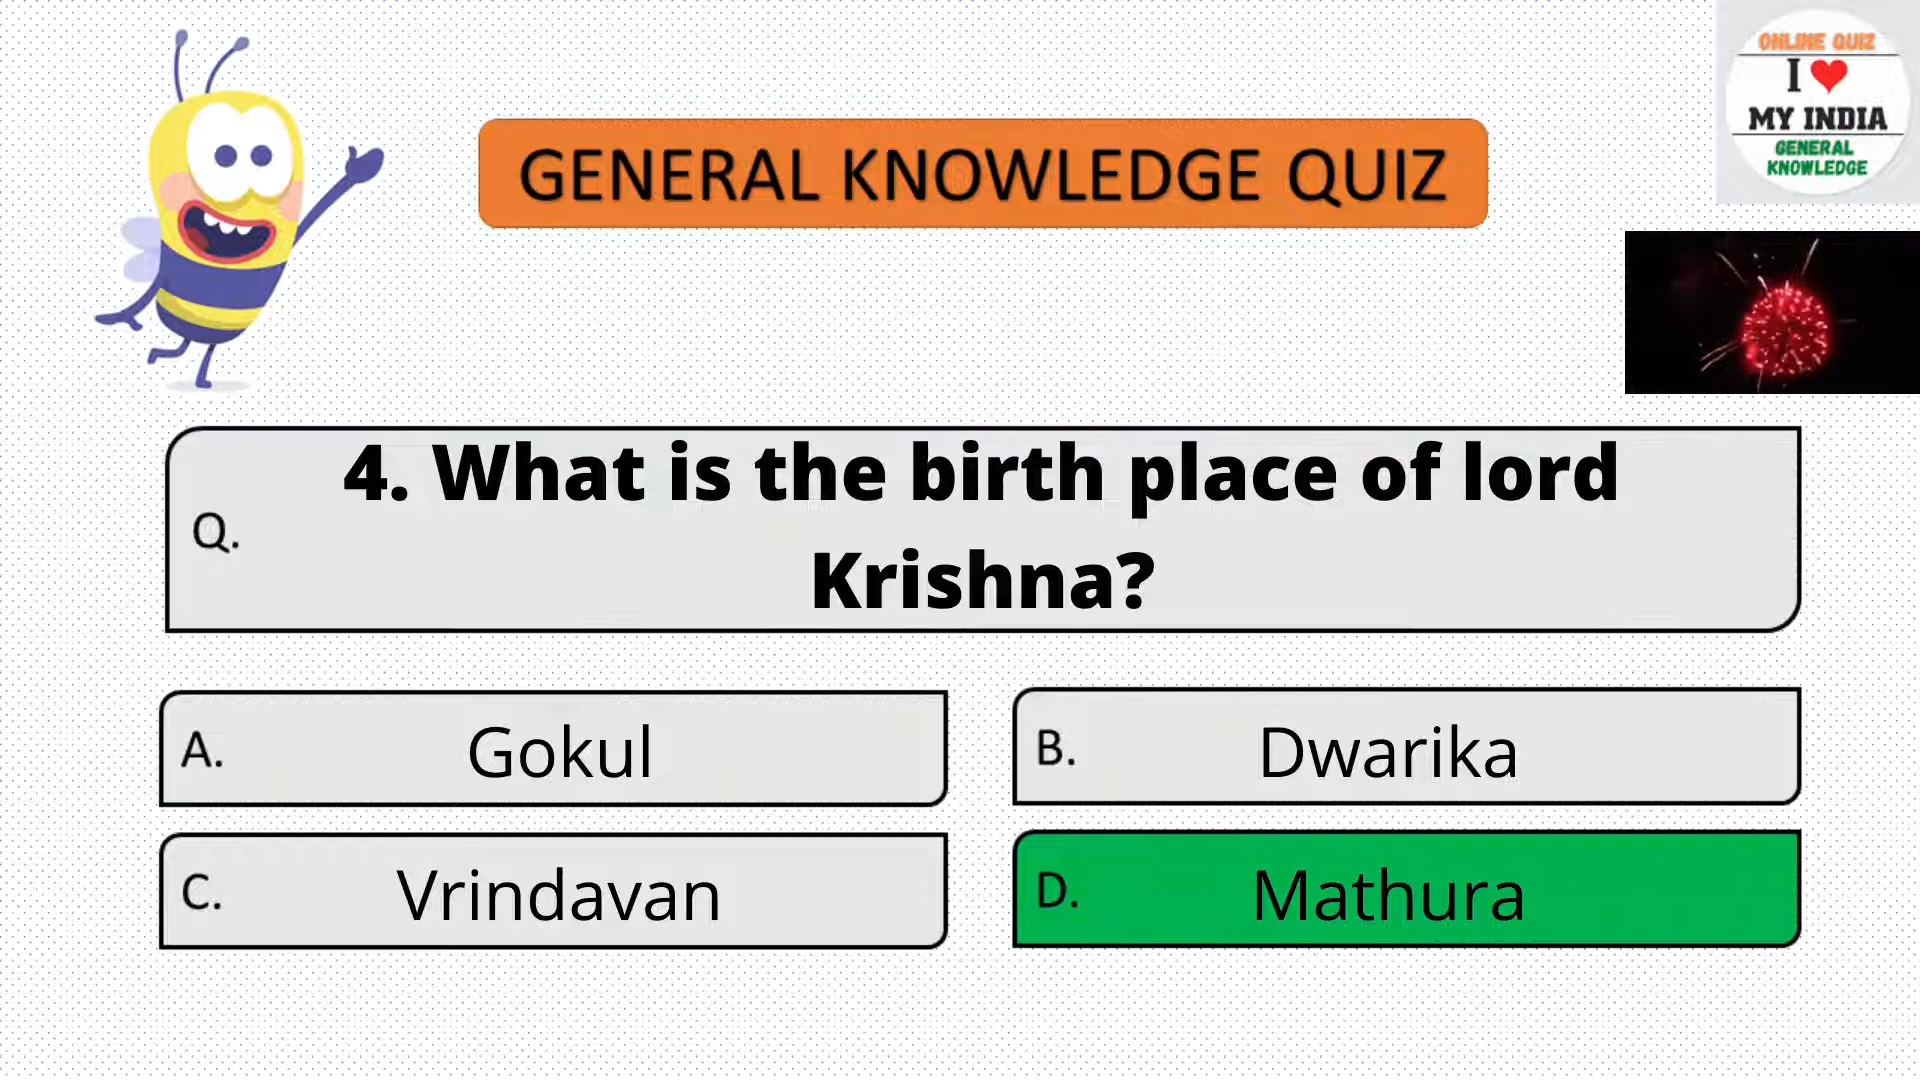 ONLINE QUIZ
I ❤
MY INDIA
GENERAL
KNOWLEDGE
GENERAL KNOWLEDGE QUIZ
Q.
4. What is the birth place of lord
Krishna?
A. Gokul
B. Dwarika
C. Vrindavan
D. Mathura